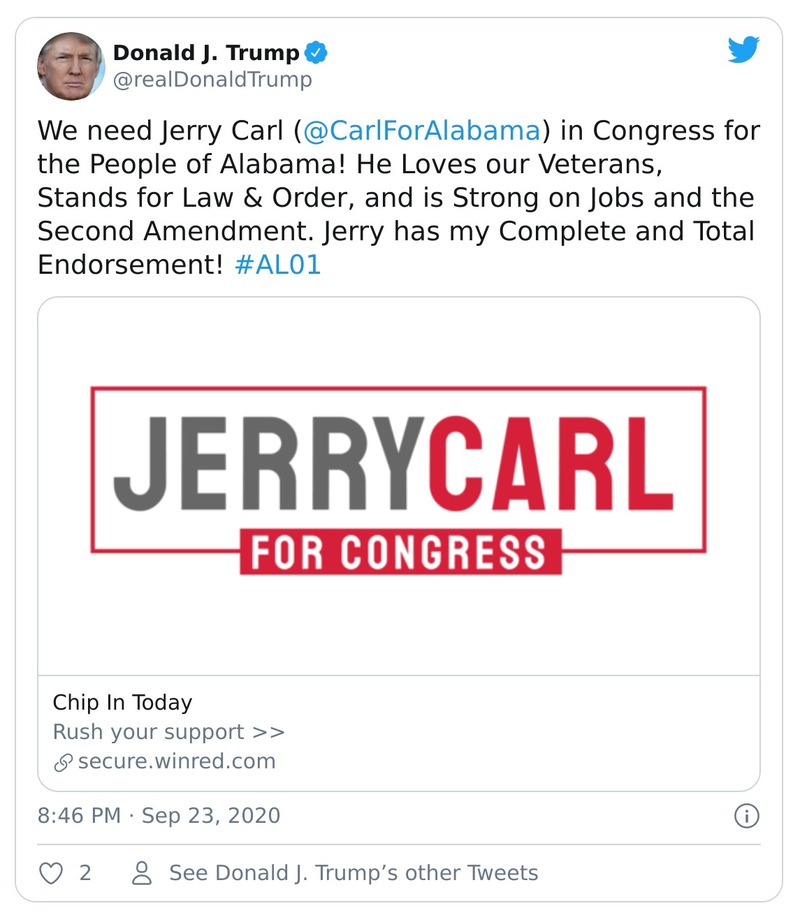 Donald J. Trump
@realDonaldTrump
We need Jerry Carl (@CarlForAlabama) in Congress for
the People of Alabama! He Loves our Veterans,
Stands for Law & Order, and is Strong on Jobs and the
Second Amendment. Jerry has my Complete and Total
Endorsement! #AL01
JERRYCARL
FOR CONGRESS
Chip In Today
Rush your support >>
secure.winred.com
8:46 PM · Sep 23, 2020
2
See Donald J. Trump’s other Tweets